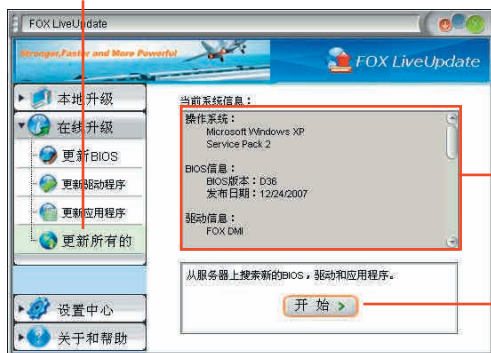 FOX LiveUpdate
Stronger,Faster and More Powerful
FOX LiveUpdate
本地升级
在线升级
更新BIOS
更新驱动程序
更新应用程序
更新所有的
设置中心
关于和帮助
当前系统信息：
操作系统：
Microsoft Windows XP
Service Pack 2
BIOS信息：
BIOS版本：D36
发布日期：12/24/2007
驱动信息：
FOX DMI
从服务器上搜索新的BIOS，驱动和应用程序。
开 始 >